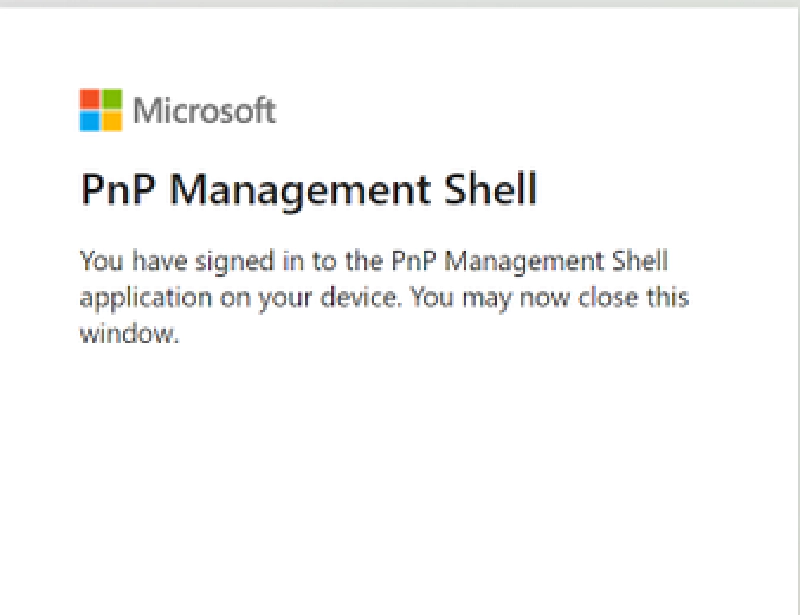 Microsoft
PnP Management Shell
You have signed in to the PnP Management Shell
application on your device. You may now close this
window.